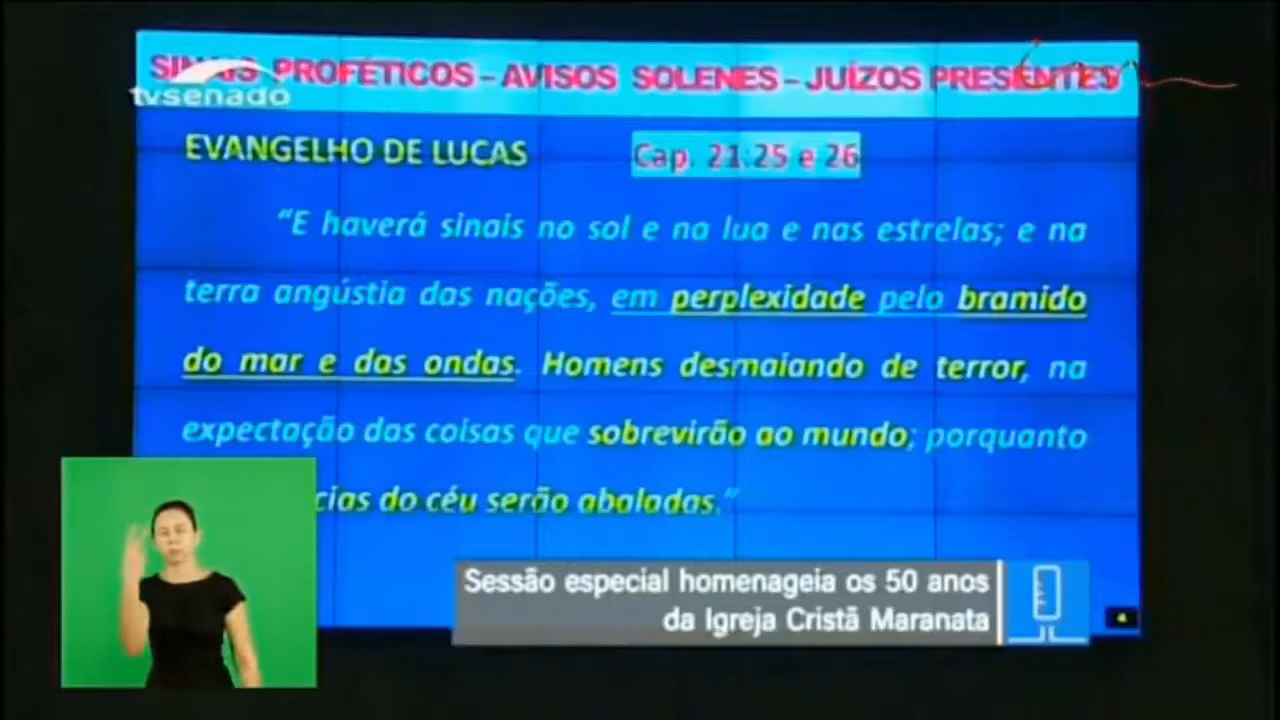 SINAIS PROFÉTICOS – AVISOS SOLENES – JUÍZOS PRESENTES
tvsenado
EVANGELHO DE LUCAS Cap. 21:25 e 26
“E haverá sinais no sol e na lua e nas estrelas; e na
terra angústia das nações, em perplexidade pelo bramido
do mar e das ondas. Homens desmaiando de terror, na
expectação das coisas que sobrevirão ao mundo; porquanto
cias do céu serão abaladas.”
Sessão especial homenageia os 50 anos
da Igreja Cristã Maranata
4